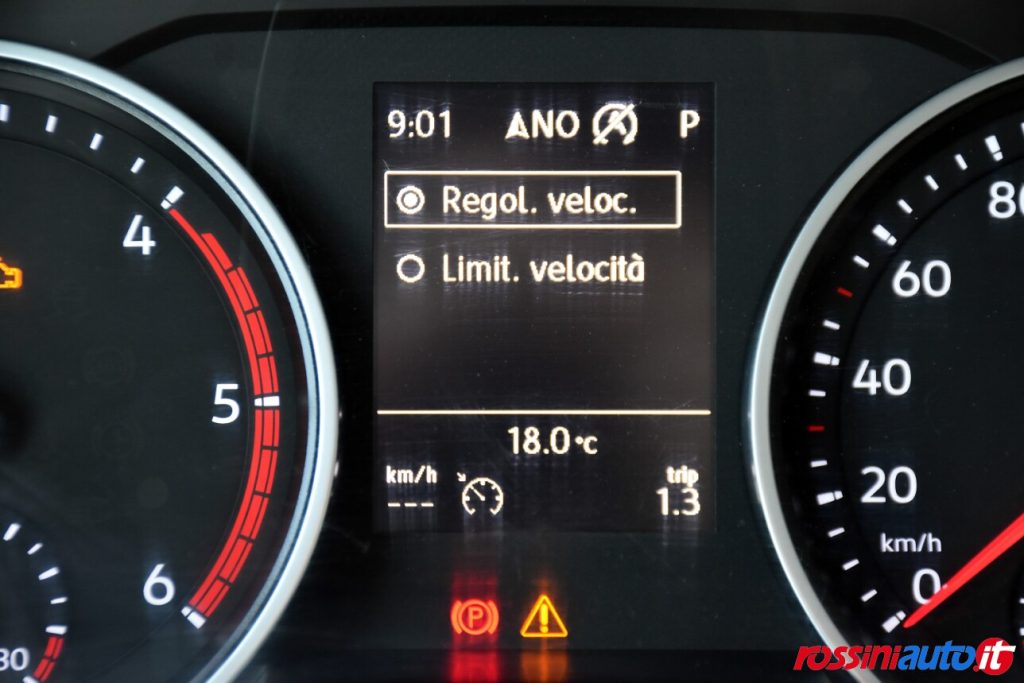 9:01 NO P
Regol. veloc.
Limit. velocità
18.0°C
km/h
trip
--- 1.3
4
5
6
30
80
60
40
20
km/h
0
P
rossiniauto.it